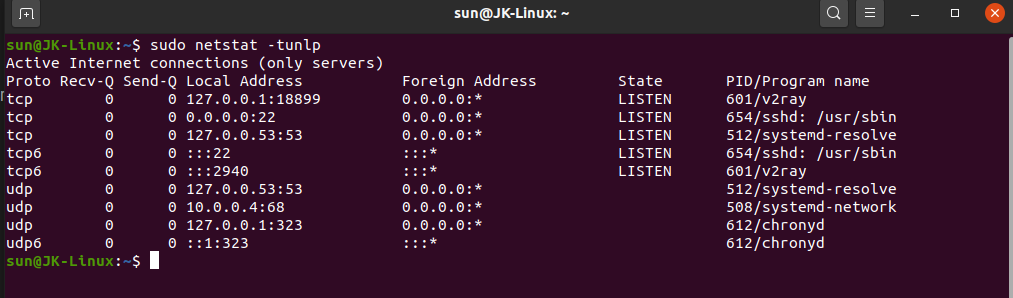 sun@JK-Linux: ~
sun@JK-Linux:~$ sudo netstat -tunlp
Active Internet connections (only servers)
Proto Recv-Q Send-Q Local Address           Foreign Address         State       PID/Program name
tcp        0      0 127.0.0.1:18899         0.0.0.0:*               LISTEN      601/v2ray
tcp        0      0 0.0.0.0:22              0.0.0.0:*               LISTEN      654/sshd: /usr/sbin
tcp        0      0 127.0.0.53:53           0.0.0.0:*               LISTEN      512/systemd-resolve
tcp6       0      0 :::22                   :::*                    LISTEN      654/sshd: /usr/sbin
tcp6       0      0 :::2940                 :::*                    LISTEN      601/v2ray
udp        0      0 127.0.0.53:53           0.0.0.0:*                           512/systemd-resolve
udp        0      0 10.0.0.4:68             0.0.0.0:*                           508/systemd-network
udp        0      0 127.0.0.1:323           0.0.0.0:*                           612/chronyd
udp6       0      0 ::1:323                 :::*                                612/chronyd
sun@JK-Linux:~$